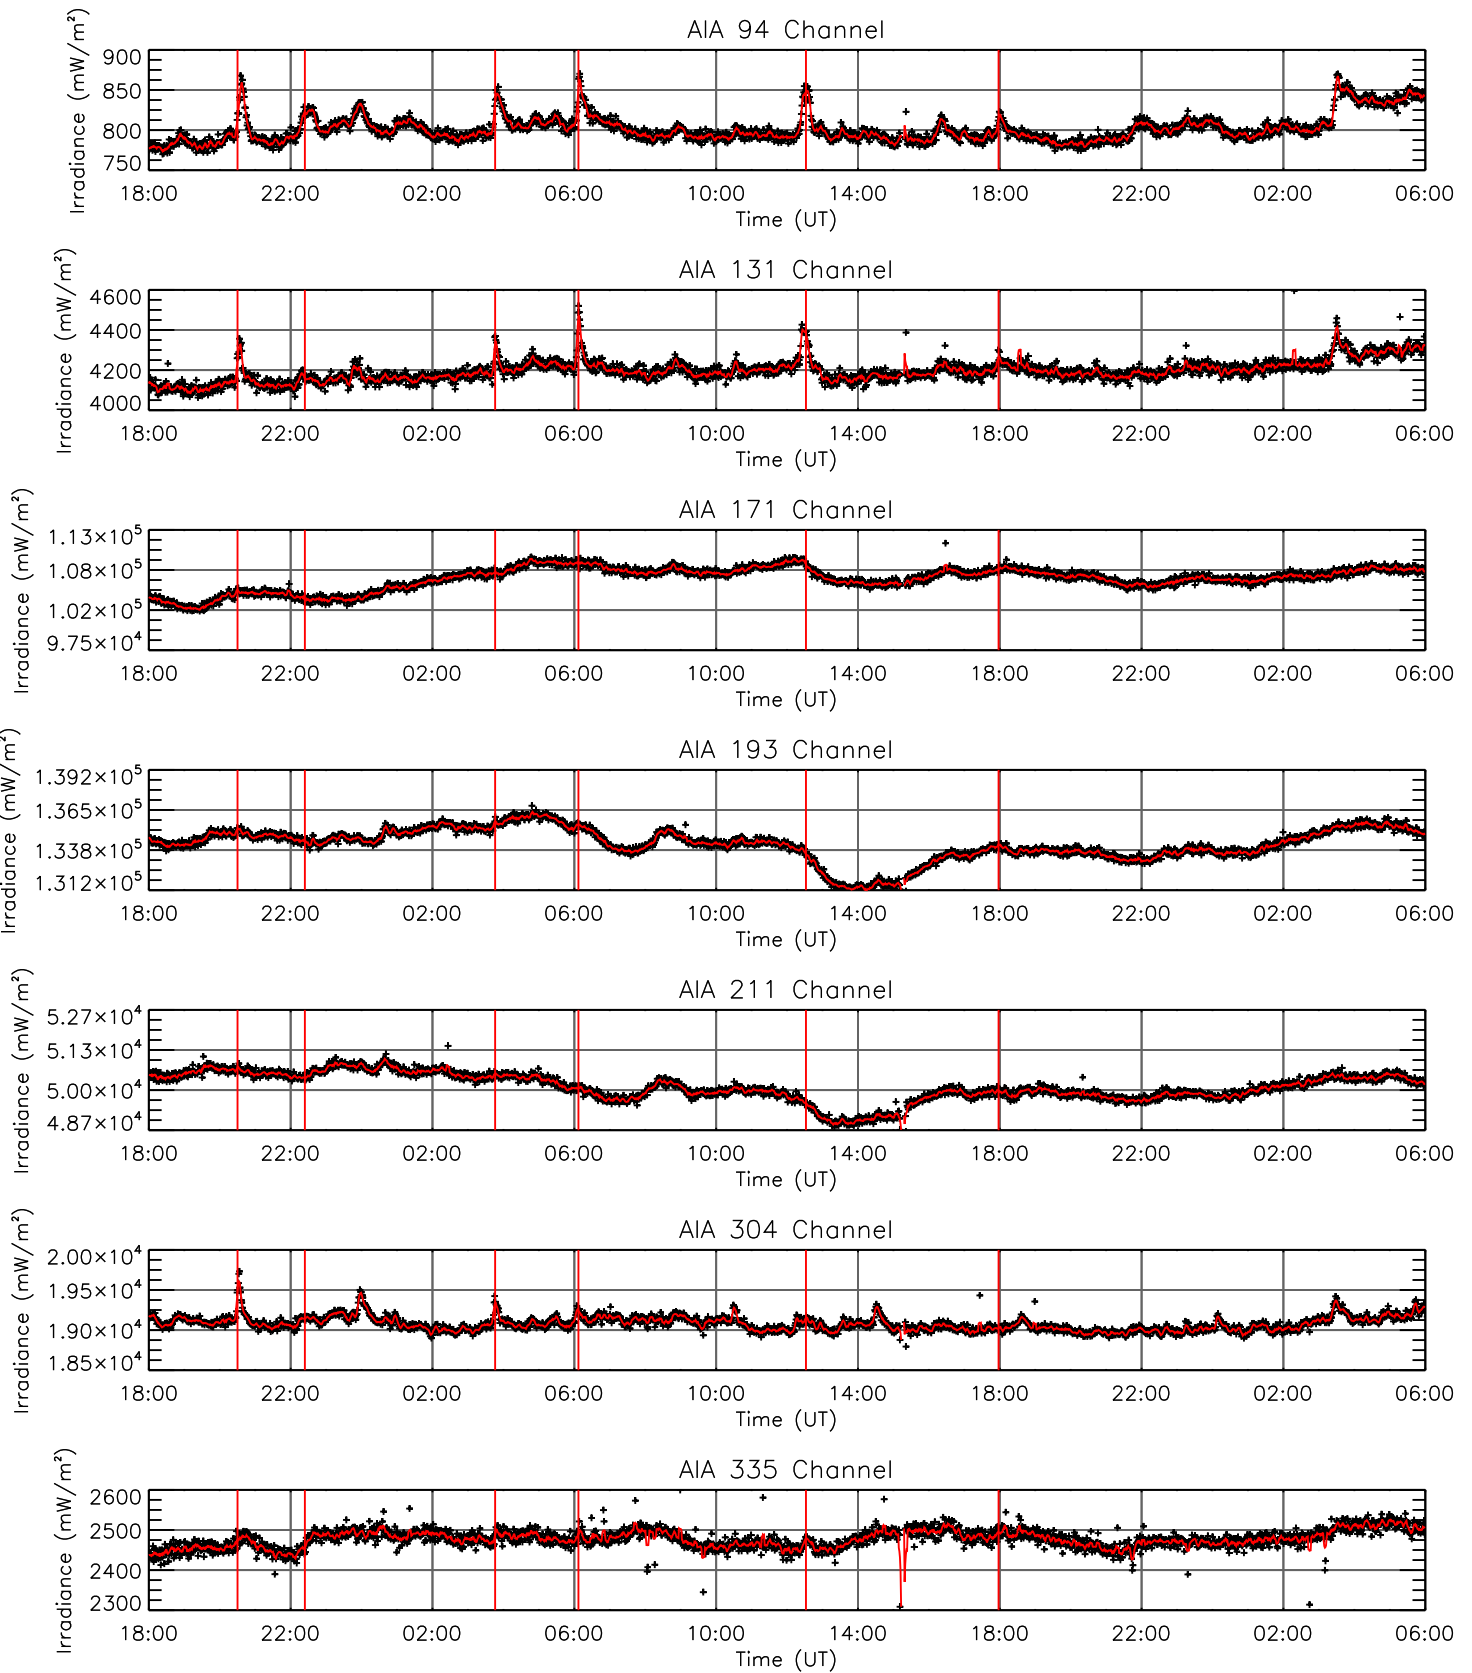 AIA 94 Channel
Irradiance (mW/m²)
900
850
800
750
18:00 22:00 02:00 06:00 10:00 14:00 18:00 22:00 02:00 06:00
Time (UT)
AIA 131 Channel
Irradiance (mW/m²)
4600
4400
4200
4000
18:00 22:00 02:00 06:00 10:00 14:00 18:00 22:00 02:00 06:00
Time (UT)
AIA 171 Channel
Irradiance (mW/m²)
1.13×10⁵
1.08×10⁵
1.02×10⁵
9.75×10⁴
18:00 22:00 02:00 06:00 10:00 14:00 18:00 22:00 02:00 06:00
Time (UT)
AIA 193 Channel
Irradiance (mW/m²)
1.392×10⁵
1.365×10⁵
1.338×10⁵
1.312×10⁵
18:00 22:00 02:00 06:00 10:00 14:00 18:00 22:00 02:00 06:00
Time (UT)
AIA 211 Channel
Irradiance (mW/m²)
5.27×10⁴
5.13×10⁴
5.00×10⁴
4.87×10⁴
18:00 22:00 02:00 06:00 10:00 14:00 18:00 22:00 02:00 06:00
Time (UT)
AIA 304 Channel
Irradiance (mW/m²)
2.00×10⁴
1.95×10⁴
1.90×10⁴
1.85×10⁴
18:00 22:00 02:00 06:00 10:00 14:00 18:00 22:00 02:00 06:00
Time (UT)
AIA 335 Channel
Irradiance (mW/m²)
2600
2500
2400
2300
18:00 22:00 02:00 06:00 10:00 14:00 18:00 22:00 02:00 06:00
Time (UT)